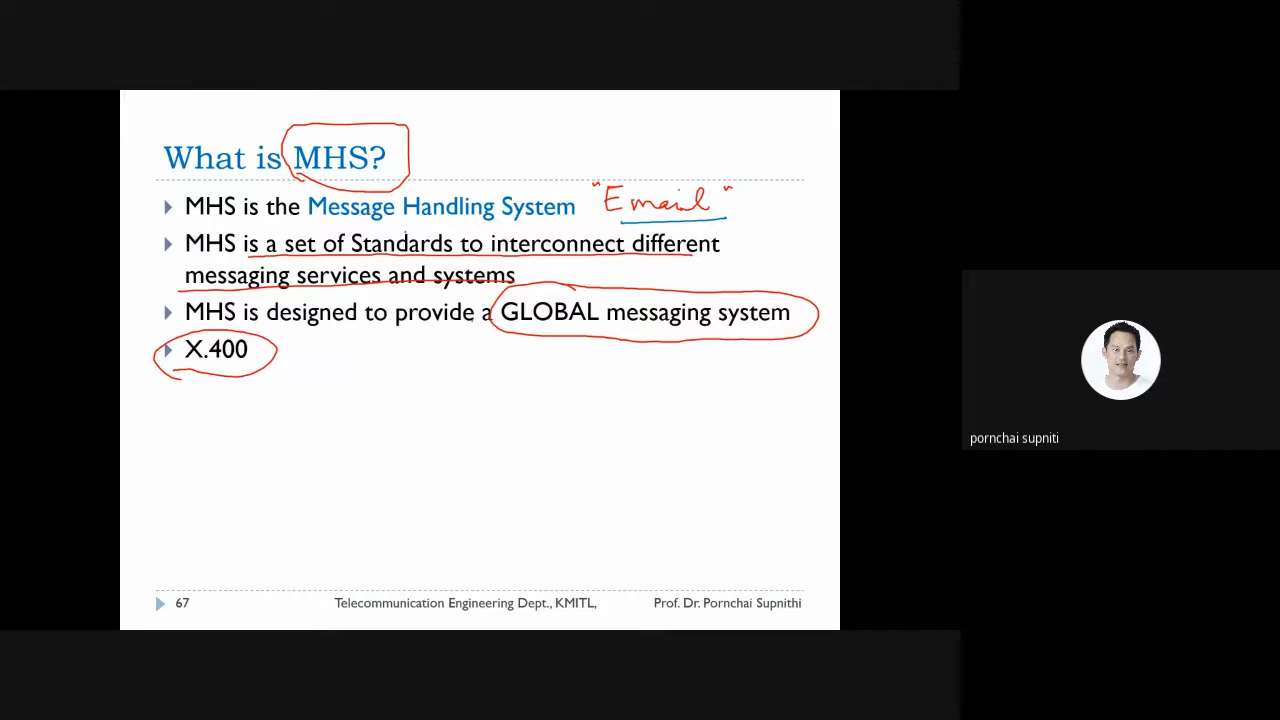 What is MHS?
MHS is the Message Handling System "Email"
MHS is a set of Standards to interconnect different
messaging services and systems
MHS is designed to provide a GLOBAL messaging system
X.400
67 Telecommunication Engineering Dept., KMITL, Prof. Dr. Pornchai Supnithi
pornchai supniti